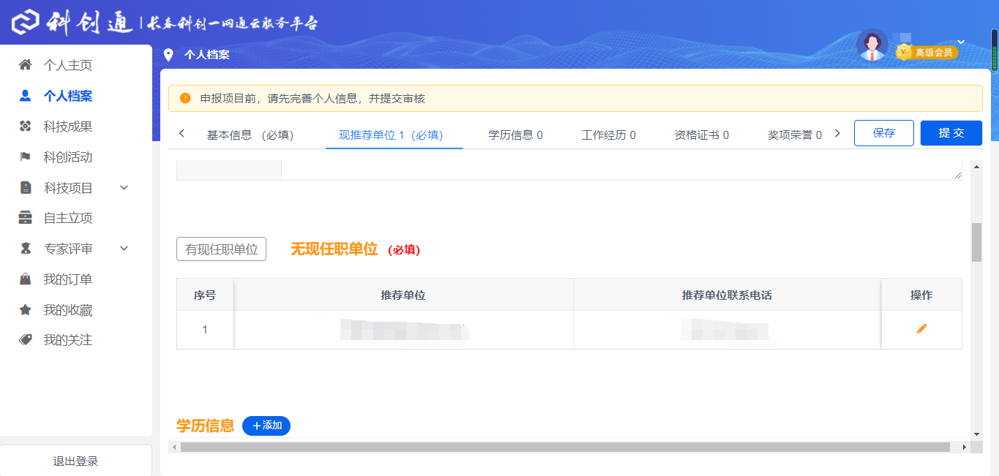 科创通 | 长春科创一网通云服务平台
高级会员
个人主页
个人档案
科技成果
科创活动
科技项目
自主立项
专家评审
我的订单
我的收藏
我的关注
退出登录
个人档案
申报项目前，请先完善个人信息，并提交审核
基本信息 （必填） 现推荐单位 1（必填） 学历信息 0 工作经历 0 资格证书 0 奖项荣誉 0 保存 提 交
有现任职单位 无现任职单位 （必填）
序号 推荐单位 推荐单位联系电话 操作
1
学历信息 ＋添加